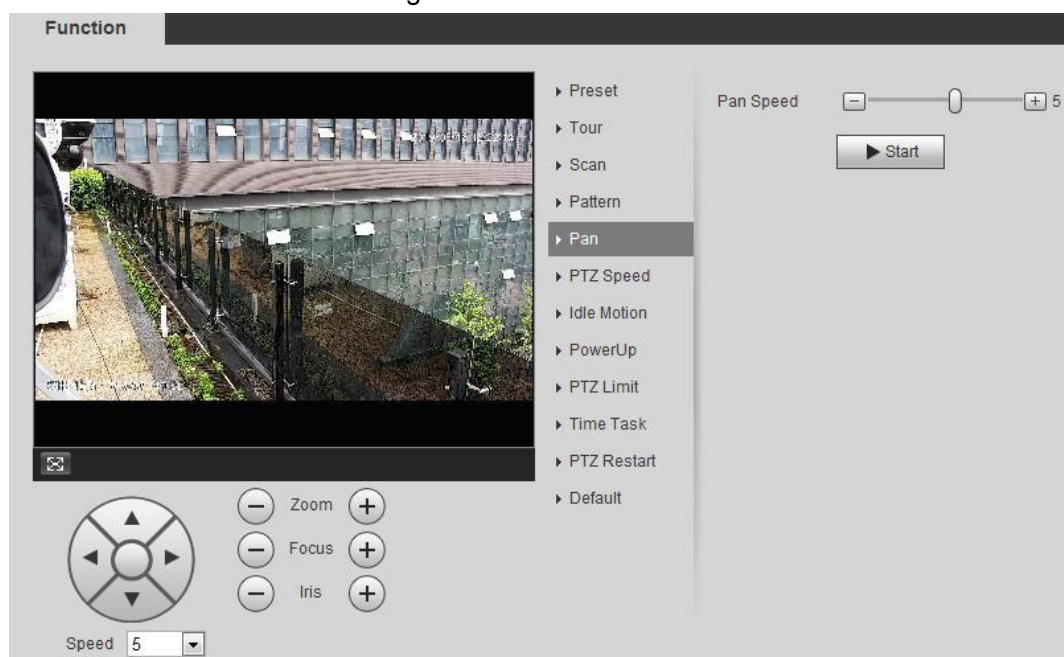 Function
Preset
Tour
Scan
Pattern
Pan
PTZ Speed
Idle Motion
PowerUp
PTZ Limit
Time Task
PTZ Restart
Default
Pan Speed
5
Start
Zoom
Focus
Iris
Speed 5